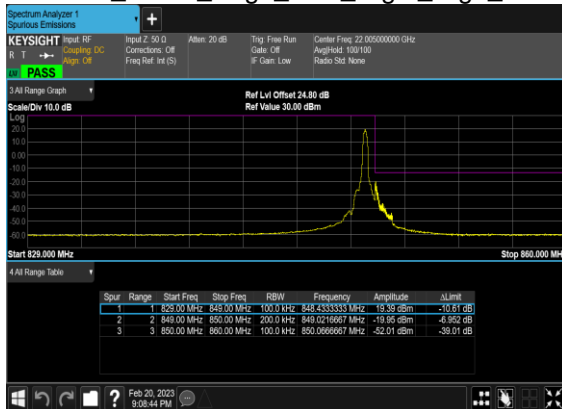 Spectrum Analyzer 1
Spurious Emissions
KEYSIGHT
R T
Input: RF
Coupling: DC
Align: Off
Input Z: 50 Ω
Corrections: Off
Freq Ref: Int (S)
Atten: 20 dB
Trig: Free Run
Gate: Off
IF Gain: Low
Center Freq: 22.005000000 GHz
Avg|Hold: 100/100
Radio Std: None
PASS
3 All Range Graph
Ref Lvl Offset 24.80 dB
Scale/Div 10.0 dB
Ref Value 30.00 dBm
Log
20.0
10.0
0.00
-10.0
-20.0
-30.0
-40.0
-50.0
-60.0
Start 829.000 MHz
Stop 860.000 MH
4 All Range Table
Spur Range Start Freq Stop Freq RBW Frequency Amplitude ΔLimit
1 1 829.00 MHz 849.00 MHz 100.0 kHz 848.4333333 MHz 19.39 dBm -10.61 dB
2 2 849.00 MHz 850.00 MHz 200.0 kHz 849.0216667 MHz -19.95 dBm -6.952 dB
3 3 850.00 MHz 860.00 MHz 100.0 kHz 850.0666667 MHz -52.01 dBm -39.01 dB
?
Feb 20, 2023
9:08:44 PM